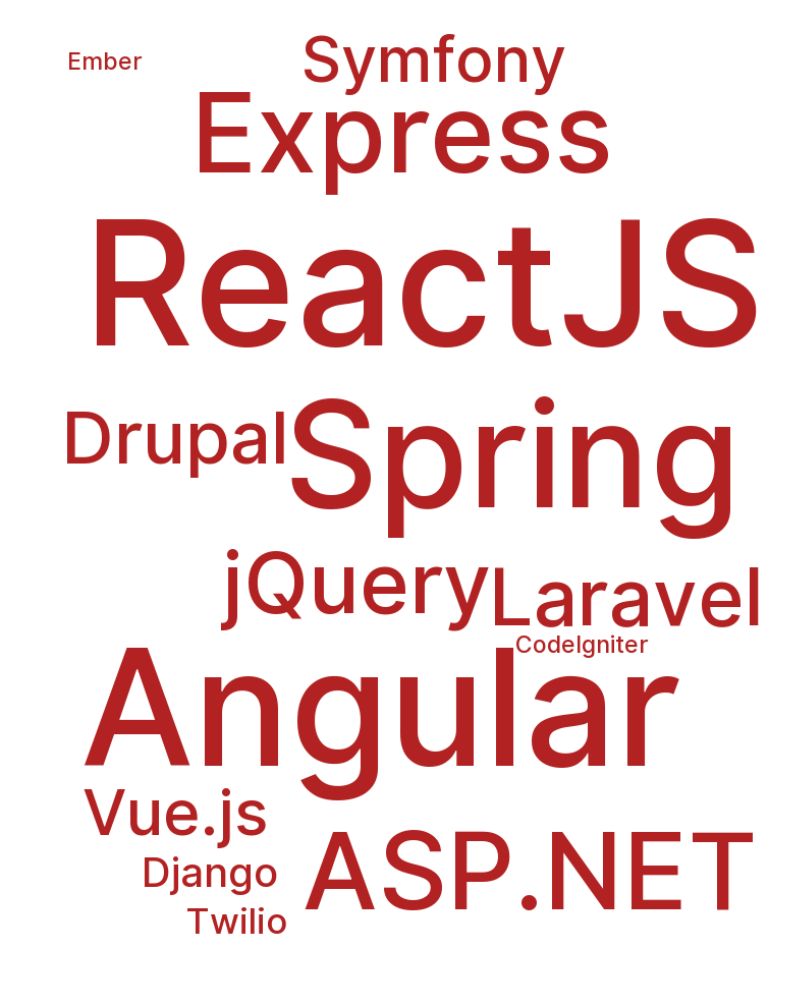 Ember
Symfony
Express
ReactJS
Drupal
Spring
jQuery
Laravel
CodeIgniter
Angular
Vue.js
ASP.NET
Django
Twilio